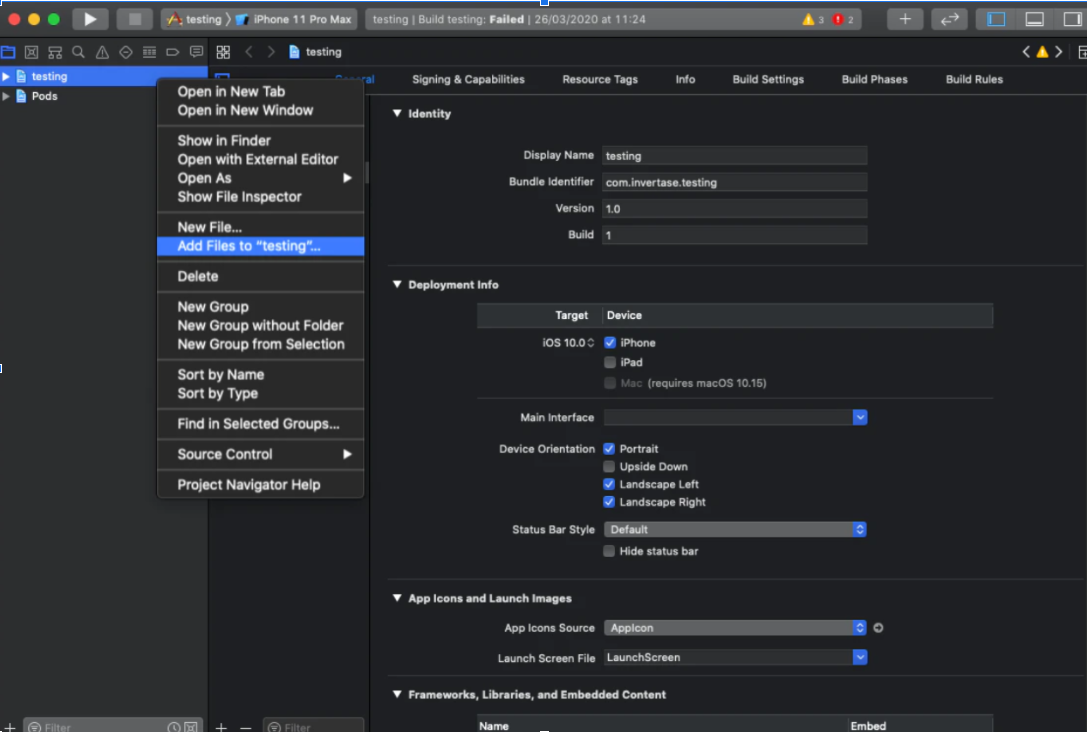 testing 〉 iPhone 11 Pro Max
testing | Build testing: Failed | 26/03/2020 at 11:24
3
2
testing
testing
Pods
Open in New Tab
Open in New Window
Show in Finder
Open with External Editor
Open As
Show File Inspector
New File...
Add Files to “testing”...
Delete
New Group
New Group without Folder
New Group from Selection
Sort by Name
Sort by Type
Find in Selected Groups...
Source Control
Project Navigator Help
Signing & Capabilities
Resource Tags
Info
Build Settings
Build Phases
Build Rules
Identity
Display Name testing
Bundle Identifier com.invertase.testing
Version 1.0
Build 1
Deployment Info
Target Device
iOS 10.0 iPhone
iPad
Mac (requires macOS 10.15)
Main Interface
Device Orientation Portrait
Upside Down
Landscape Left
Landscape Right
Status Bar Style Default
Hide status bar
App Icons and Launch Images
App Icons Source AppIcon
Launch Screen File LaunchScreen
Frameworks, Libraries, and Embedded Content
Name Embed
Filter
Filter